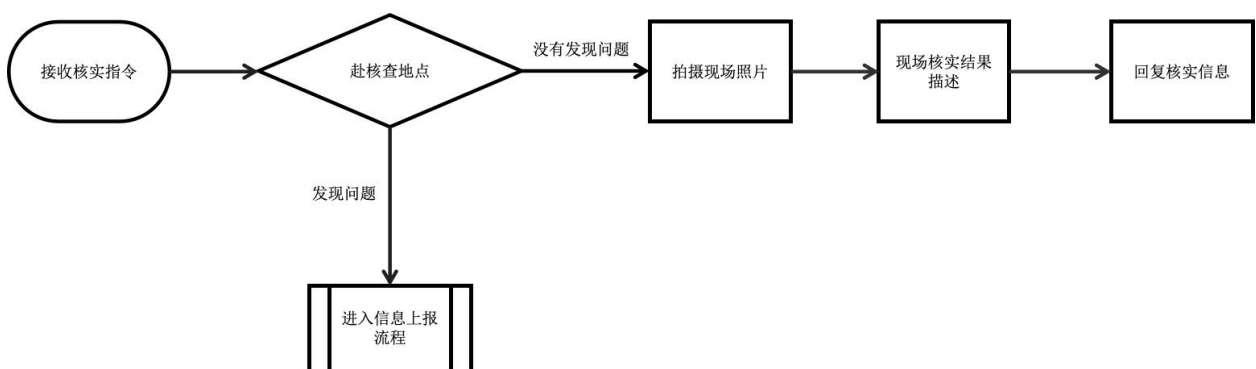 接收核实指令
赴核查地点
没有发现问题
拍摄现场照片
现场核实结果
描述
回复核实信息
发现问题
进入信息上报
流程